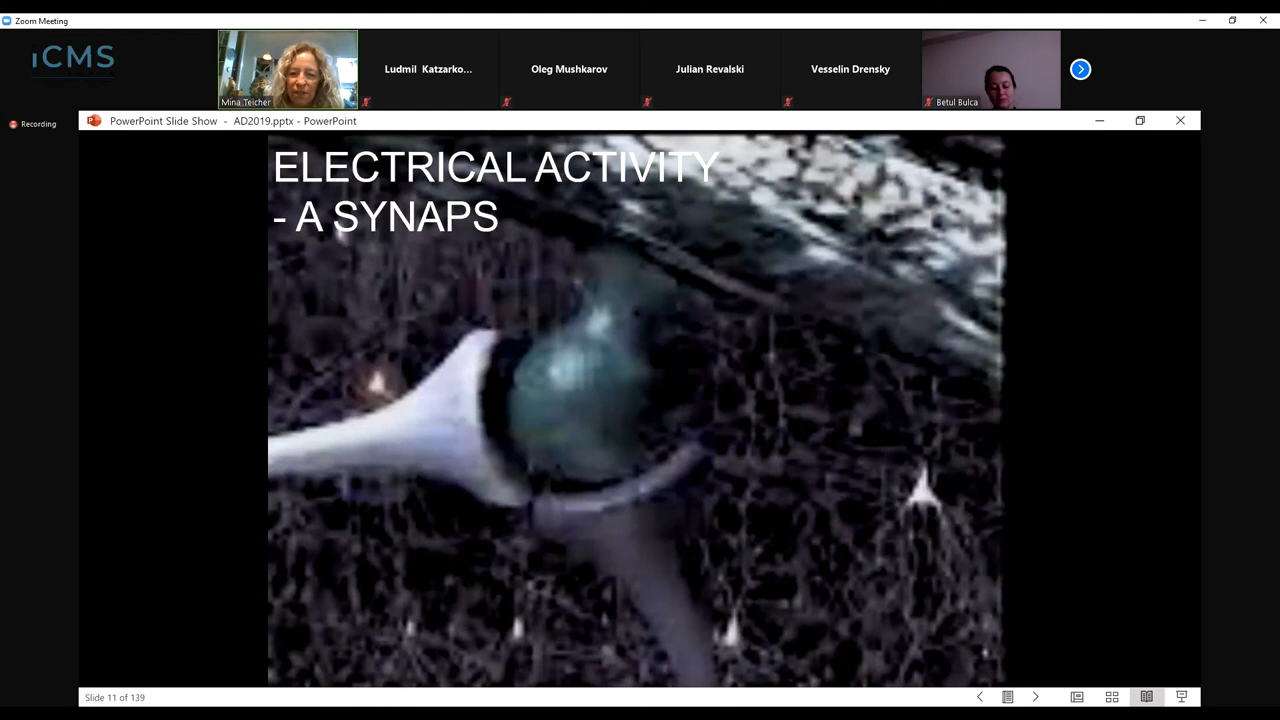 Zoom Meeting
iCMS
Mina Teicher
Ludmil Katzarko...
Oleg Mushkarov
Julian Revalski
Vesselin Drensky
Betul Bulca
Recording
PowerPoint Slide Show - AD2019.pptx - PowerPoint
ELECTRICAL ACTIVITY
- A SYNAPS
Slide 11 of 139